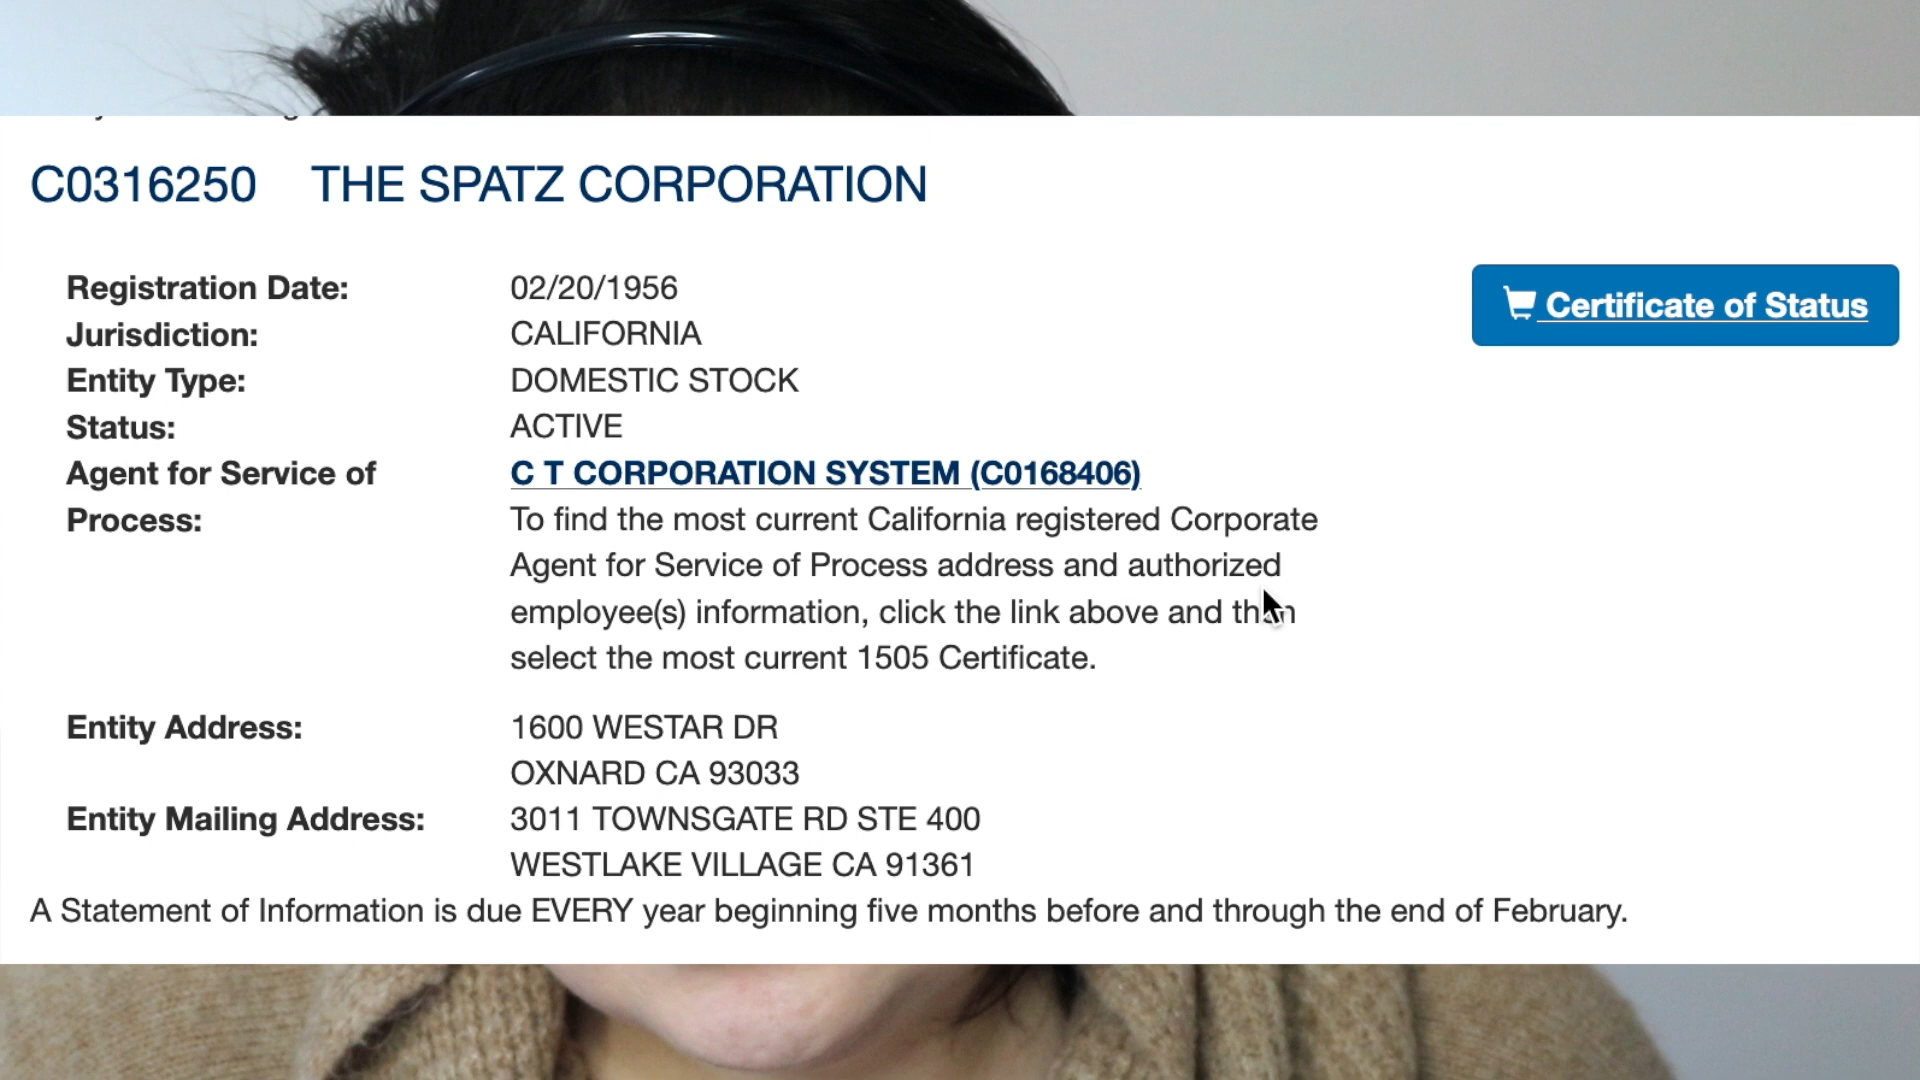 C0316250 THE SPATZ CORPORATION
Registration Date: 02/20/1956
Certificate of Status
Jurisdiction: CALIFORNIA
Entity Type: DOMESTIC STOCK
Status: ACTIVE
Agent for Service of C T CORPORATION SYSTEM (C0168406)
Process: To find the most current California registered Corporate
Agent for Service of Process address and authorized
employee(s) information, click the link above and then
select the most current 1505 Certificate.
Entity Address: 1600 WESTAR DR
OXNARD CA 93033
Entity Mailing Address: 3011 TOWNSGATE RD STE 400
WESTLAKE VILLAGE CA 91361
A Statement of Information is due EVERY year beginning five months before and through the end of February.